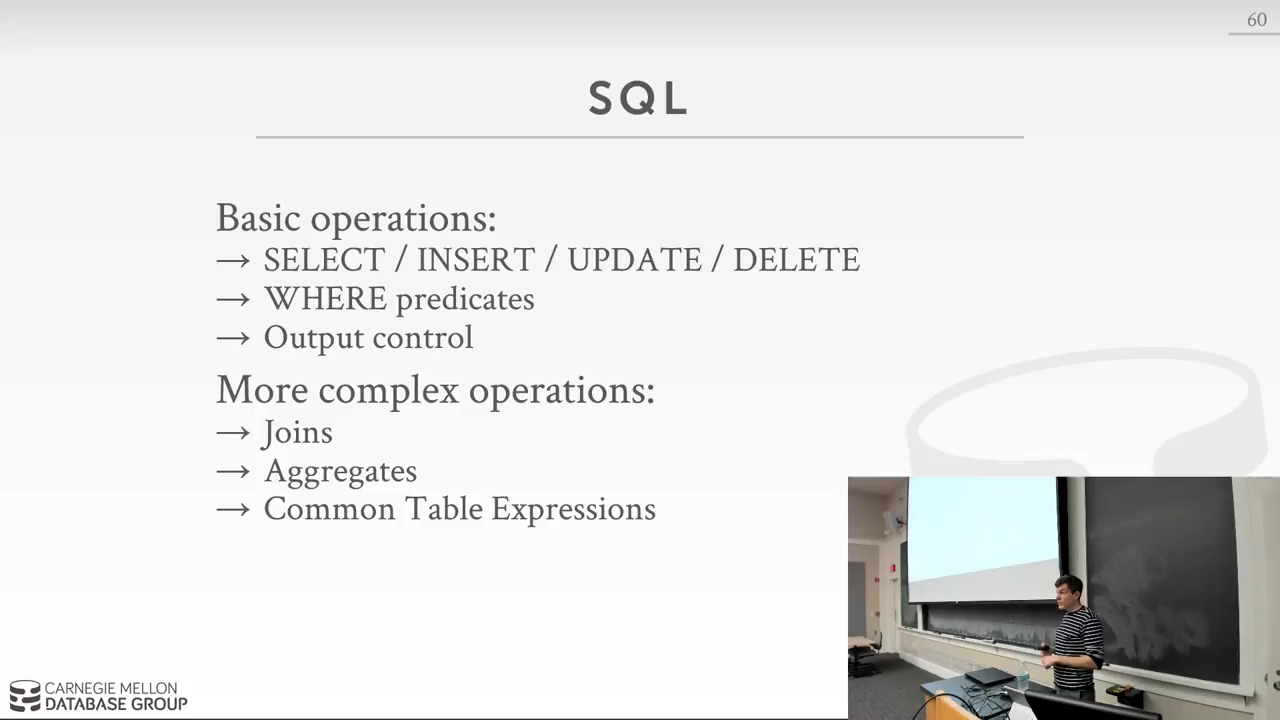 60
SQL
Basic operations:
→ SELECT / INSERT / UPDATE / DELETE
→ WHERE predicates
→ Output control
More complex operations:
→ Joins
→ Aggregates
→ Common Table Expressions
CARNEGIE MELLON
DATABASE GROUP